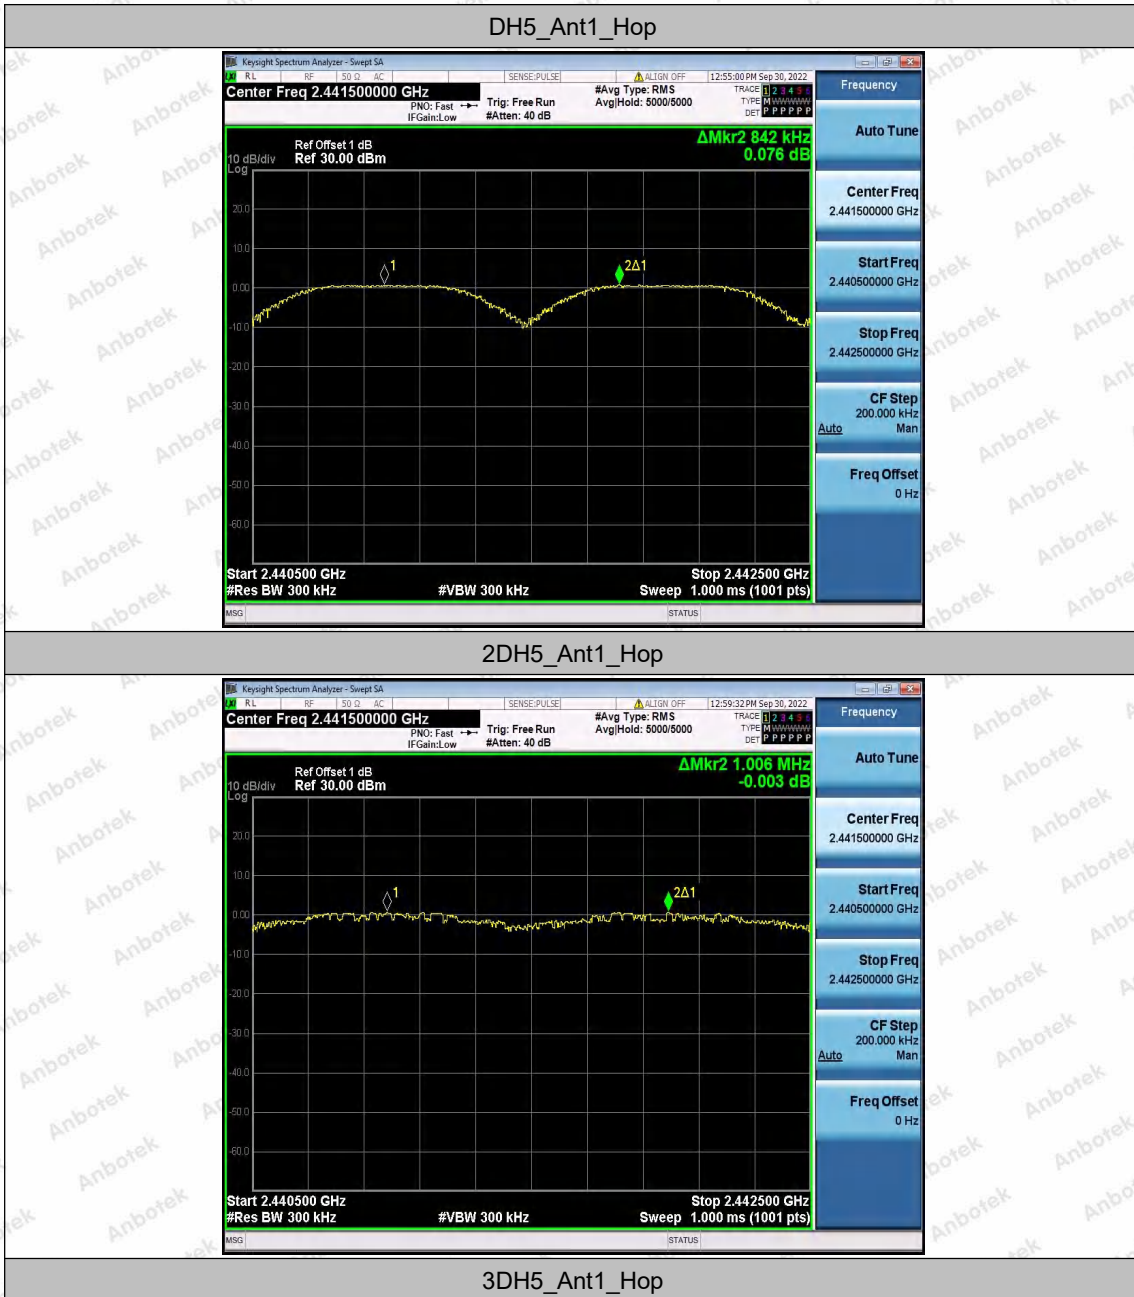 DH5_Ant1_Hop
Keysight Spectrum Analyzer - Swept SA
RL RF 50 Ω AC SENSE:PULSE ALIGN OFF 12:55:00 PM Sep 30, 2022
Center Freq 2.441500000 GHz
PNO: Fast
IFGain:Low
Trig: Free Run
#Atten: 40 dB
#Avg Type: RMS
Avg|Hold: 5000/5000
TRACE 1 2 3 4 5 6
TYPE M WWWWW
DET P P P P P P
Frequency
Auto Tune
Center Freq
2.441500000 GHz
Start Freq
2.440500000 GHz
Stop Freq
2.442500000 GHz
CF Step
200.000 kHz
Auto Man
Freq Offset
0 Hz
ΔMkr2 842 kHz
0.076 dB
Ref Offset 1 dB
10 dB/div Ref 30.00 dBm
Log
20.0
10.0
0.00
-10.0
-20.0
-30.0
-40.0
-50.0
-60.0
1
2Δ1
Start 2.440500 GHz Stop 2.442500 GHz
#Res BW 300 kHz #VBW 300 kHz Sweep 1.000 ms (1001 pts)
MSG STATUS
2DH5_Ant1_Hop
Keysight Spectrum Analyzer - Swept SA
RL RF 50 Ω AC SENSE:PULSE ALIGN OFF 12:59:32 PM Sep 30, 2022
Center Freq 2.441500000 GHz
PNO: Fast
IFGain:Low
Trig: Free Run
#Atten: 40 dB
#Avg Type: RMS
Avg|Hold: 5000/5000
TRACE 1 2 3 4 5 6
TYPE M WWWWW
DET P P P P P P
Frequency
Auto Tune
Center Freq
2.441500000 GHz
Start Freq
2.440500000 GHz
Stop Freq
2.442500000 GHz
CF Step
200.000 kHz
Auto Man
Freq Offset
0 Hz
ΔMkr2 1.006 MHz
-0.003 dB
Ref Offset 1 dB
10 dB/div Ref 30.00 dBm
Log
20.0
10.0
0.00
-10.0
-20.0
-30.0
-40.0
-50.0
-60.0
1
2Δ1
Start 2.440500 GHz Stop 2.442500 GHz
#Res BW 300 kHz #VBW 300 kHz Sweep 1.000 ms (1001 pts)
MSG STATUS
3DH5_Ant1_Hop
Anbotek